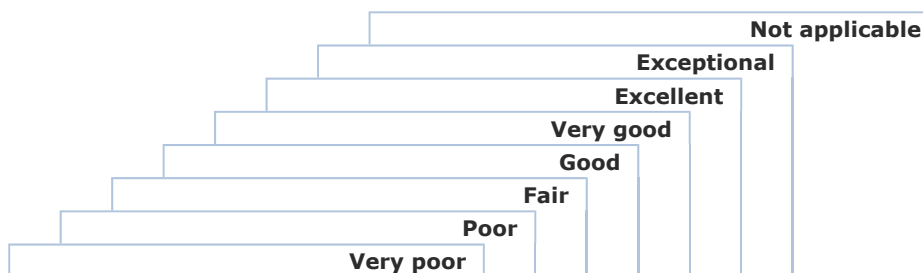 Not applicable
Exceptional
Excellent
Very good
Good
Fair
Poor
Very poor